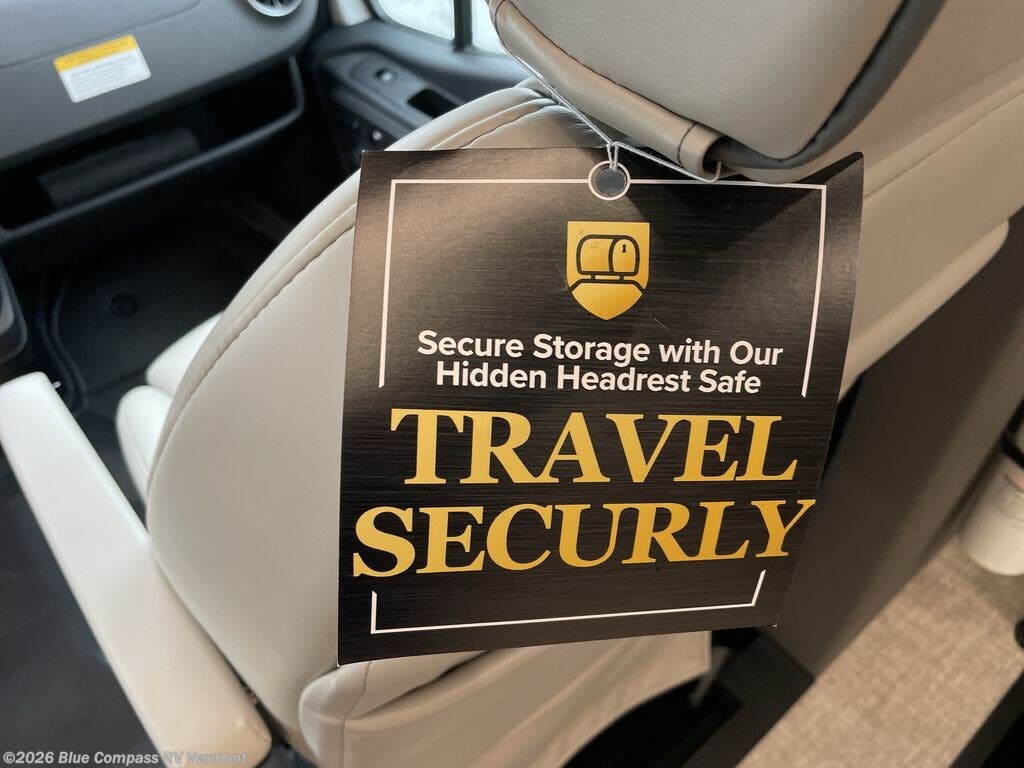 Secure Storage with Our
Hidden Headrest Safe
TRAVEL
SECURLY
©2026 Blue Compass RV Vermont